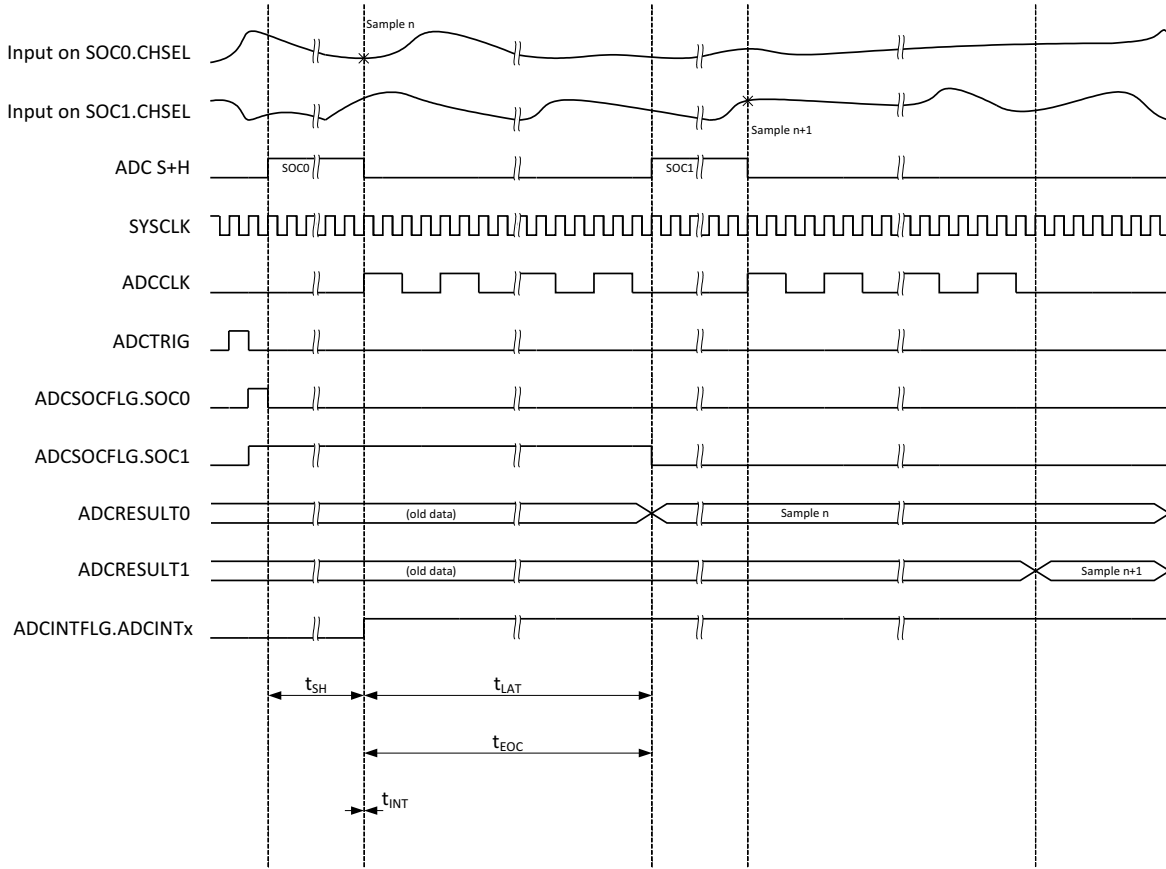 Sample n
Input on SOC0.CHSEL
Input on SOC1.CHSEL
Sample n+1
ADC S+H
SOC0
SOC1
SYSCLK
ADCCLK
ADCTRIG
ADCSOCFLG.SOC0
ADCSOCFLG.SOC1
ADCRESULT0
(old data)
Sample n
ADCRESULT1
(old data)
Sample n+1
ADCINTFLG.ADCINTx
tSH
tLAT
tEOC
tINT